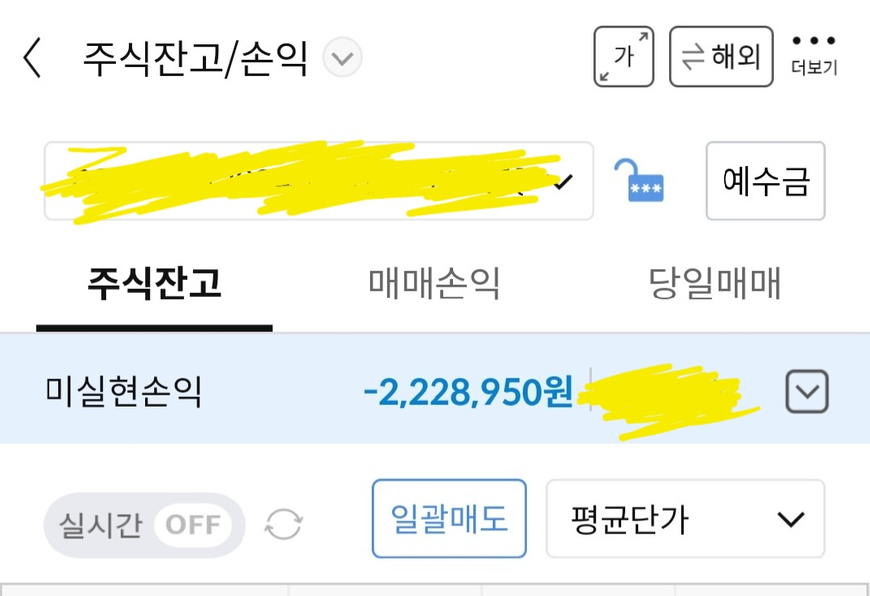 주식잔고/손익 가 해외 더보기
*** 예수금
주식잔고 매매손익 당일매매
미실현손익 -2,228,950원
실시간 OFF 일괄매도 평균단가